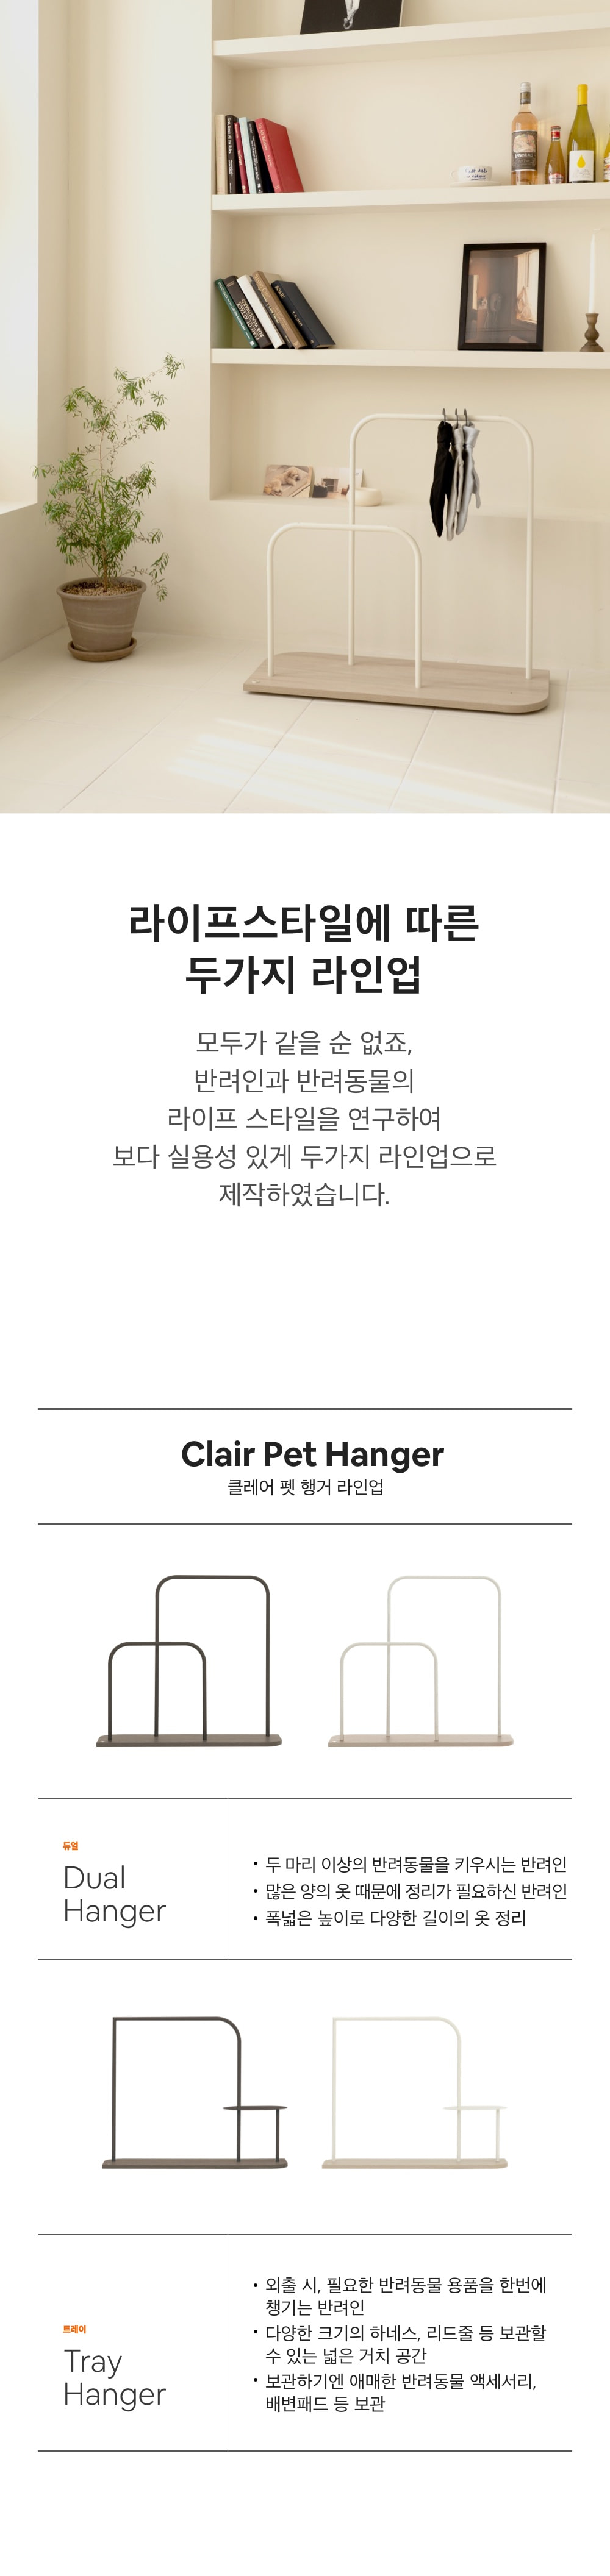 라이프스타일에 따른
두가지 라인업
모두가 같을 순 없죠,
반려인과 반려동물의
라이프 스타일을 연구하여
보다 실용성 있게 두가지 라인업으로
제작하였습니다.
Clair Pet Hanger
클레어 펫 행거 라인업
듀얼
Dual
Hanger
• 두 마리 이상의 반려동물을 키우시는 반려인
• 많은 양의 옷 때문에 정리가 필요하신 반려인
• 폭넓은 높이로 다양한 길이의 옷 정리
트레이
Tray
Hanger
• 외출 시, 필요한 반려동물 용품을 한번에
챙기는 반려인
• 다양한 크기의 하네스, 리드줄 등 보관할
수 있는 넓은 거치 공간
• 보관하기엔 애매한 반려동물 액세서리,
배변패드 등 보관